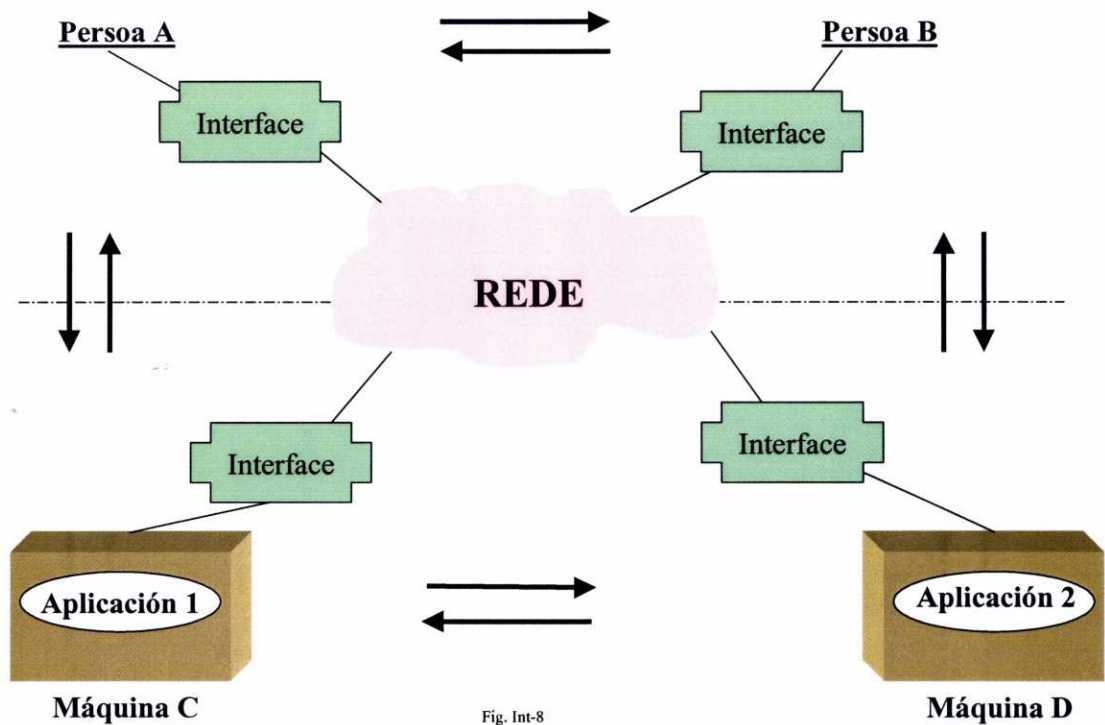 Persoa A
Persoa B
Interface
Interface
REDE
Interface
Interface
Aplicación 1
Aplicación 2
Máquina C
Máquina D
Fig. Int-8